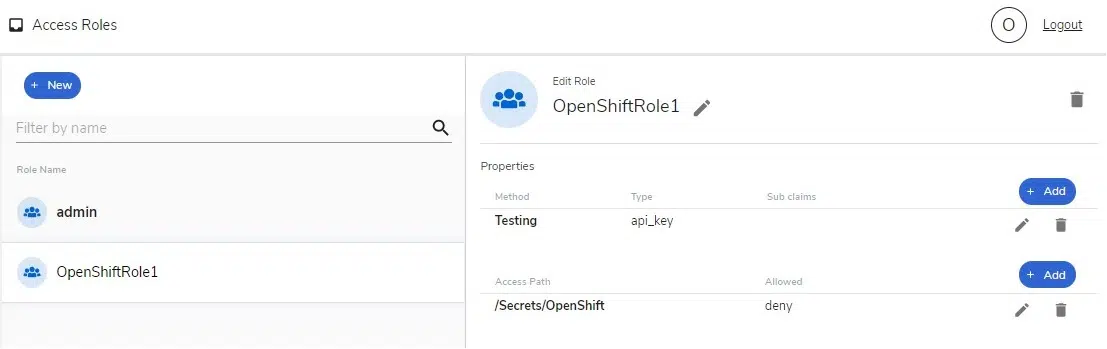 Access Roles
O
Logout
+ New
Filter by name
Role Name
admin
OpenShiftRole1
Edit Role
OpenShiftRole1
Properties
Method Type Sub claims + Add
Testing api_key
Access Path Allowed + Add
/Secrets/OpenShift deny